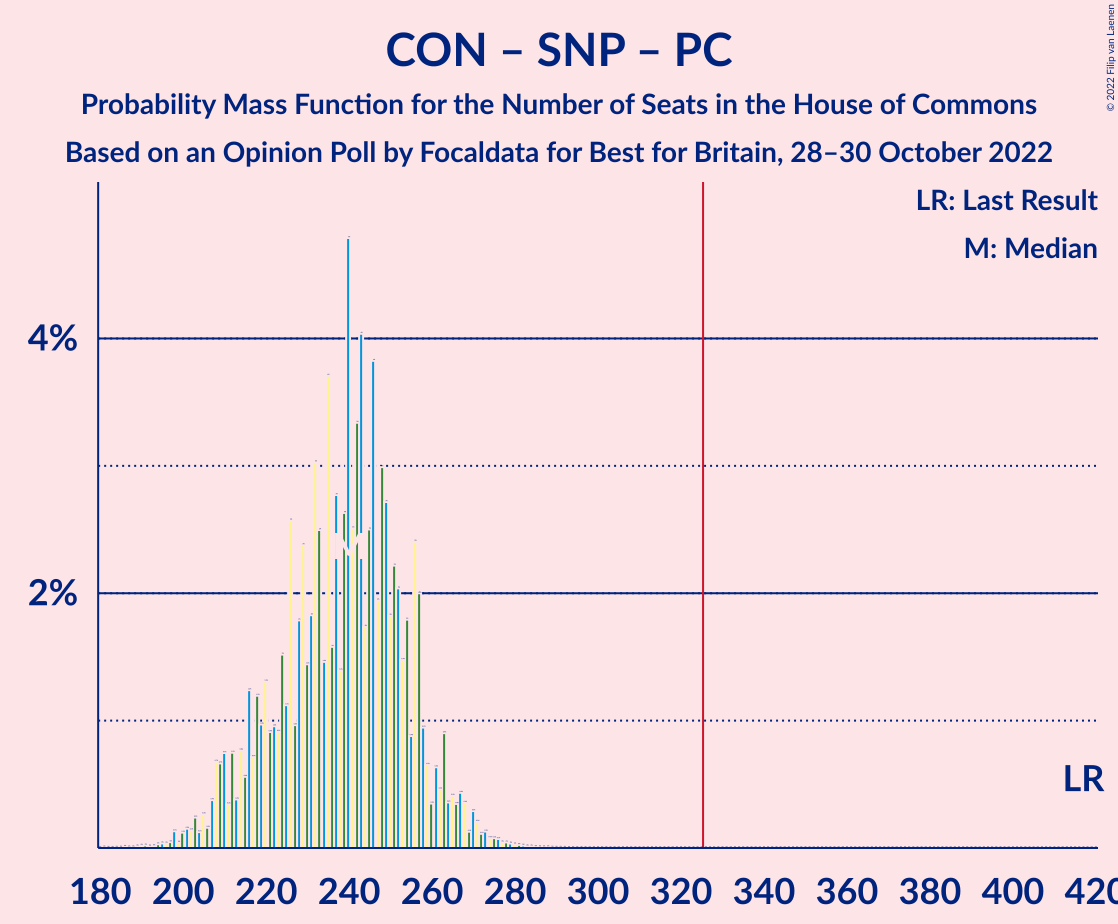 CON – SNP – PC
Probability Mass Function for the Number of Seats in the House of Commons
Based on an Opinion Poll by Focaldata for Best for Britain, 28–30 October 2022
© 2022 Filip van Laenen
LR: Last Result
M: Median
4%
2%
M
LR
180 200 220 240 260 280 300 320 340 360 380 400 420